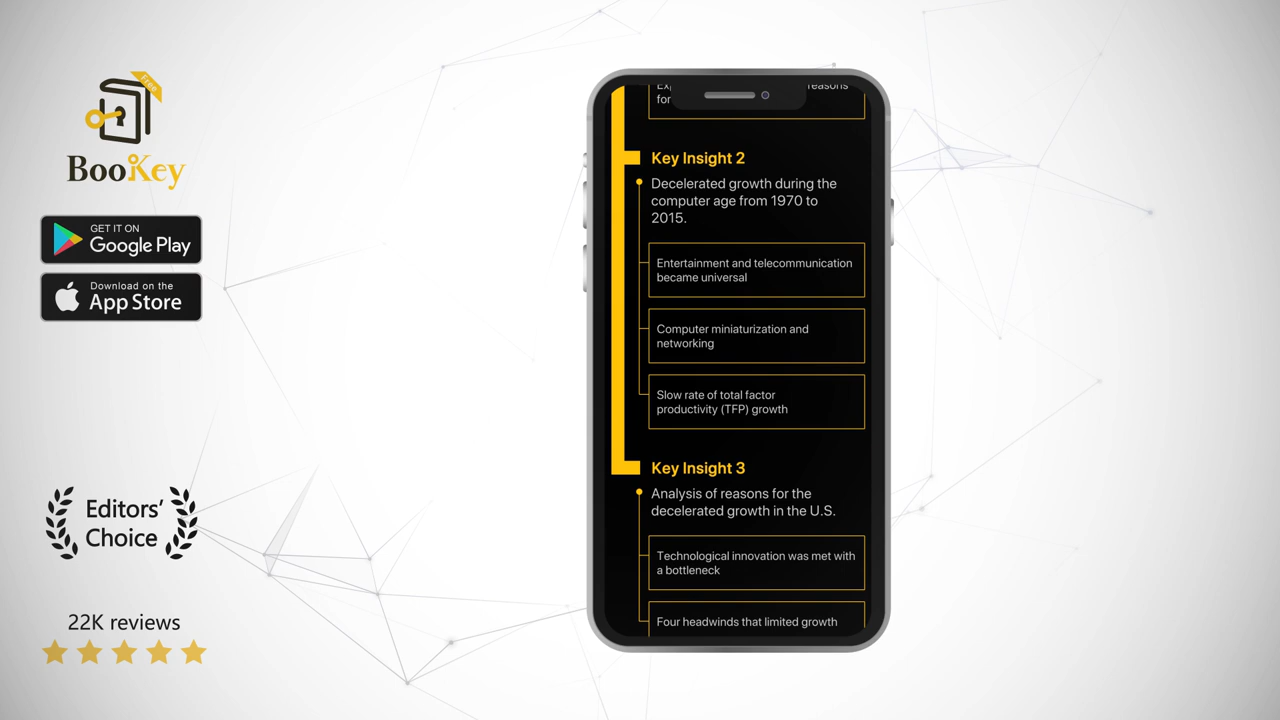 Free
BooKey
GET IT ON
Google Play
Download on the
App Store
Editors’
Choice
22K reviews
reasons
for
Key Insight 2
Decelerated growth during the
computer age from 1970 to
2015.
Entertainment and telecommunication
became universal
Computer miniaturization and
networking
Slow rate of total factor
productivity (TFP) growth
Key Insight 3
Analysis of reasons for the
decelerated growth in the U.S.
Technological innovation was met with
a bottleneck
Four headwinds that limited growth